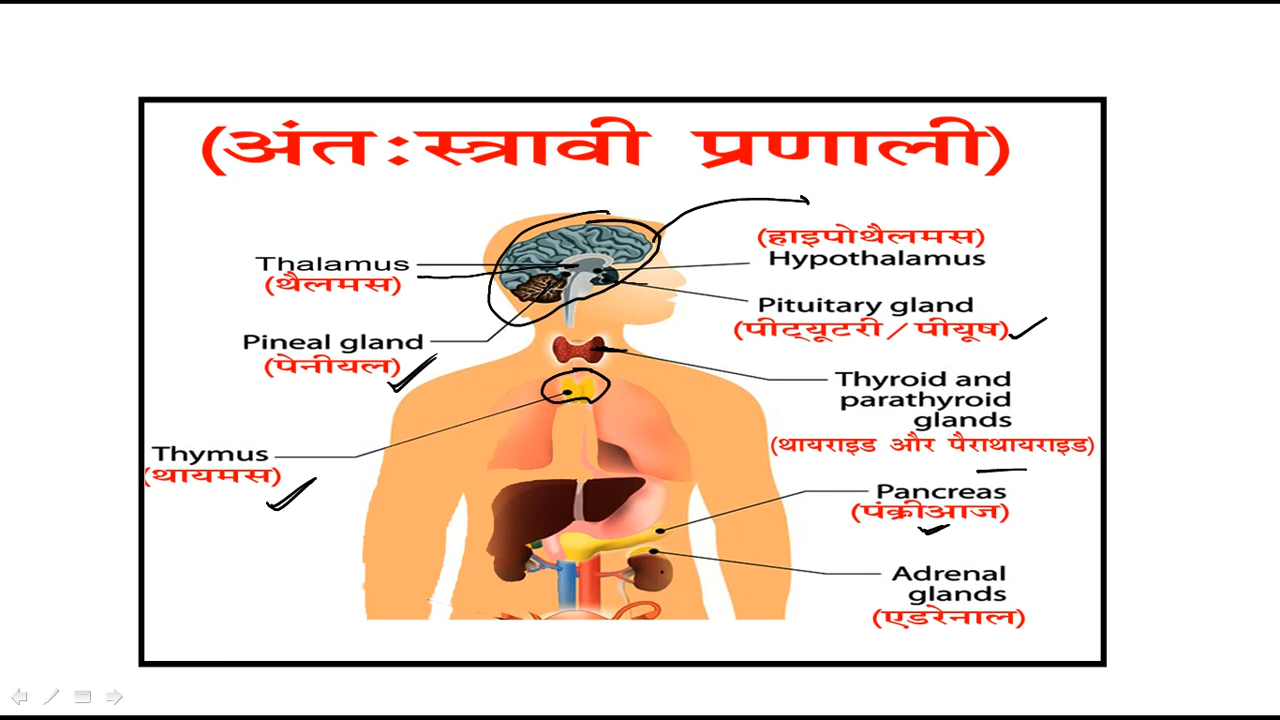 (अंत:स्त्रावी प्रणाली)
Thalamus
(थैलमस)
Pineal gland
(पेनीयल)
Thymus
(थायमस)
(हाइपोथैलमस)
Hypothalamus
Pituitary gland
(पीट्यूटरी/पीयूष)
Thyroid and
parathyroid
glands
(थायराइड और पैराथायराइड)
Pancreas
(पंक्रीआज)
Adrenal
glands
(एडरेनाल)